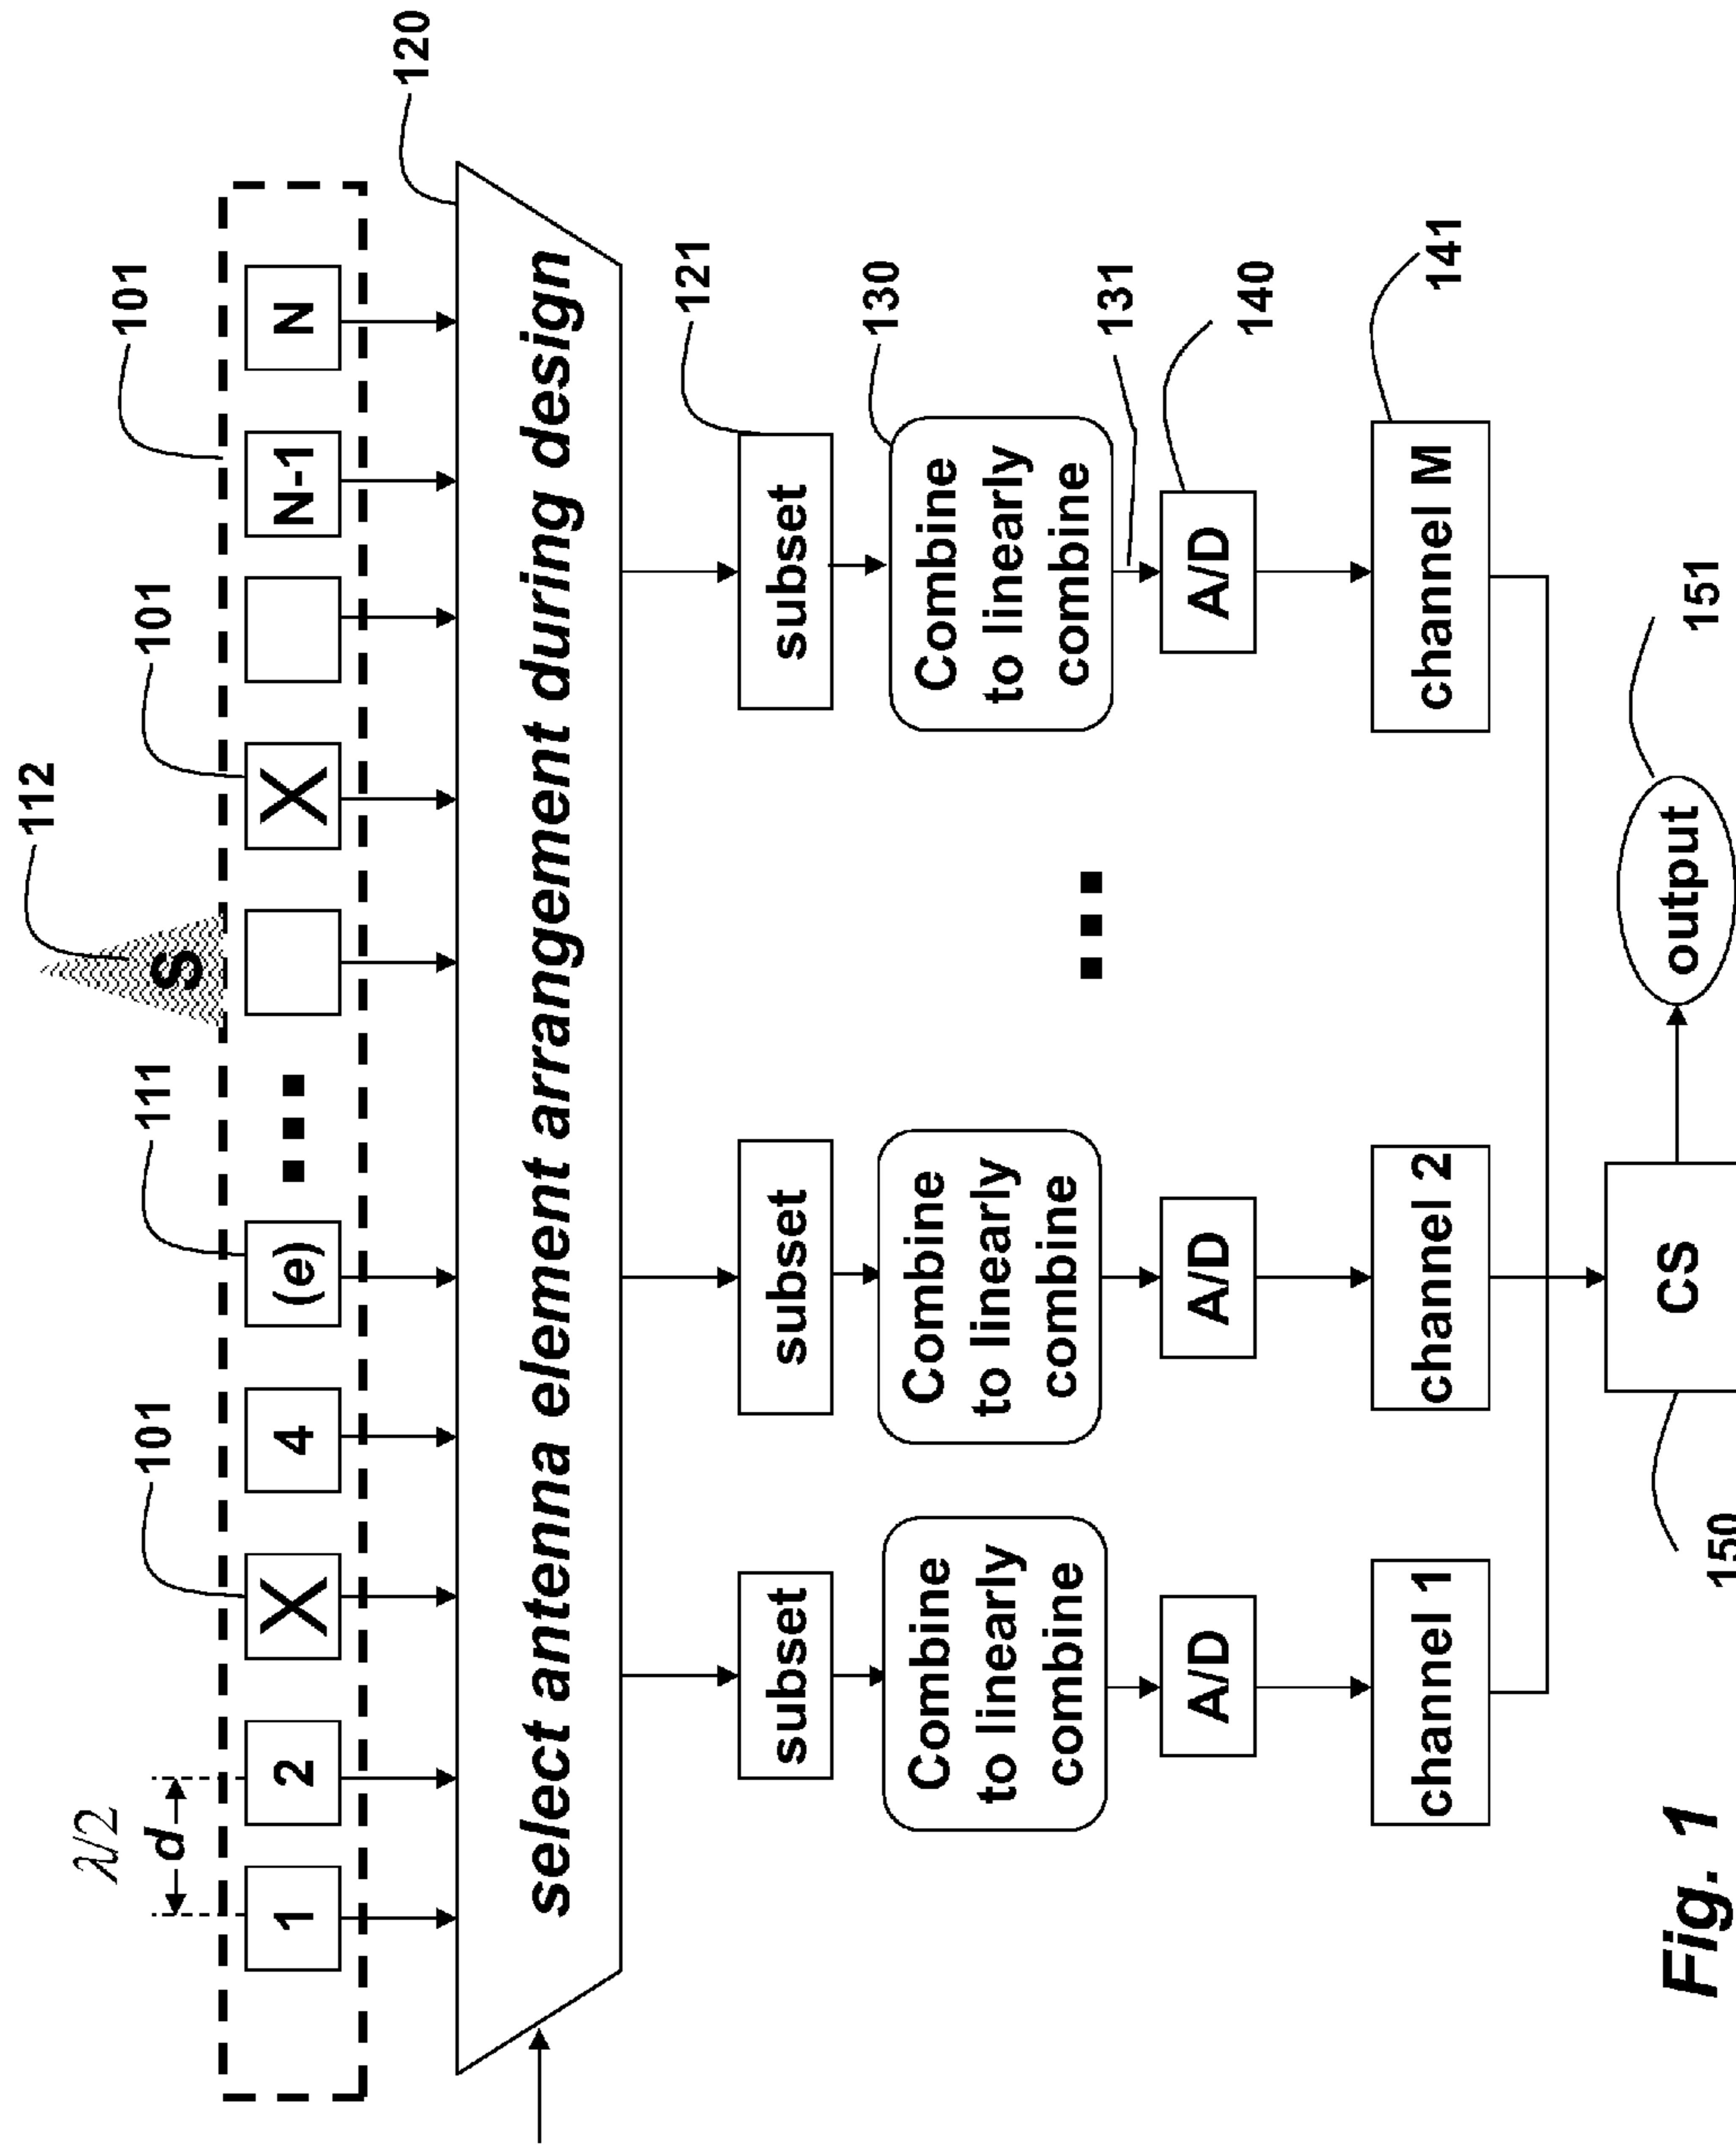 112
101
101
111
101
120
λ/2
d
S
1
2
X
4
(e)
X
N-1
N
select antenna element arrangement during design
121
subset
subset
subset
130
Combine
to linearly
combine
Combine
to linearly
combine
Combine
to linearly
combine
131
140
A/D
A/D
A/D
141
channel 1
channel 2
channel M
150
CS
output
151
Fig. 1